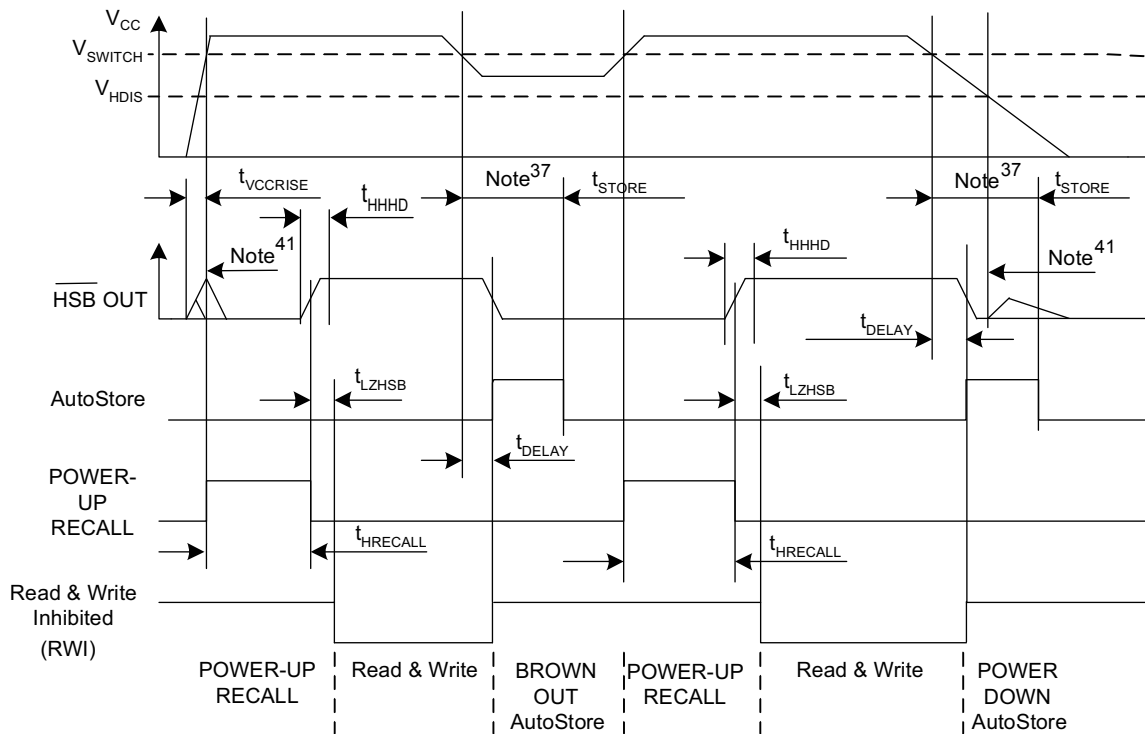 VCC
VSWITCH
VHDIS
tVCCRISE
Note37
tSTORE
Note37
tSTORE
tHHHD
Note41
tHHHD
Note41
HSB OUT
tDELAY
tLZHSB
tLZHSB
AutoStore
tDELAY
POWER-
UP
RECALL
tHRECALL
tHRECALL
Read & Write
Inhibited
(RWI)
POWER-UP
RECALL
Read & Write
BROWN
OUT
AutoStore
POWER-UP
RECALL
Read & Write
POWER
DOWN
AutoStore